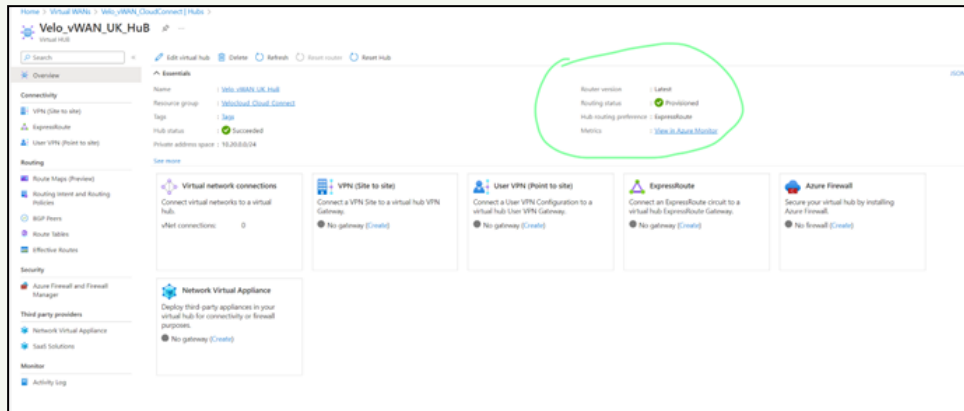 Home > Virtual WANs > Velo_vWAN_CloudConnect | Hubs >
Velo_vWAN_UK_HuB
Virtual HUB
Search
Edit virtual hub Delete Refresh Reset router Reset Hub
Overview
Essentials
JSON
Connectivity
VPN (Site to site)
ExpressRoute
User VPN (Point to site)
Routing
Route Maps (Preview)
Routing Intent and Routing Policies
BGP Peers
Route Tables
Effective Routes
Security
Azure Firewall and Firewall Manager
Third party providers
Network Virtual Appliance
SaaS Solutions
Monitor
Activity Log
Name : Velo_vWAN_UK_HuB
Resource group : Velocloud_Cloud_Connect
Tags : Tags
Hub status : Succeeded
Private address space : 10.20.0.0/24
See more
Router version : Latest
Routing status : Provisioned
Hub routing preference : ExpressRoute
Metrics : View in Azure Monitor
Virtual network connections
Connect virtual networks to a virtual
hub.
vNet connections: 0
VPN (Site to site)
Connect a VPN Site to a virtual hub VPN
Gateway.
No gateway (Create)
User VPN (Point to site)
Connect a User VPN Configuration to a
virtual hub User VPN Gateway.
No gateway (Create)
ExpressRoute
Connect an ExpressRoute circuit to a
virtual hub ExpressRoute Gateway.
No gateway (Create)
Azure Firewall
Secure your virtual hub by installing
Azure Firewall.
No firewall (Create)
Network Virtual Appliance
Deploy third-party appliances in your
virtual hub for connectivity or firewall
purposes.
No gateway (Create)